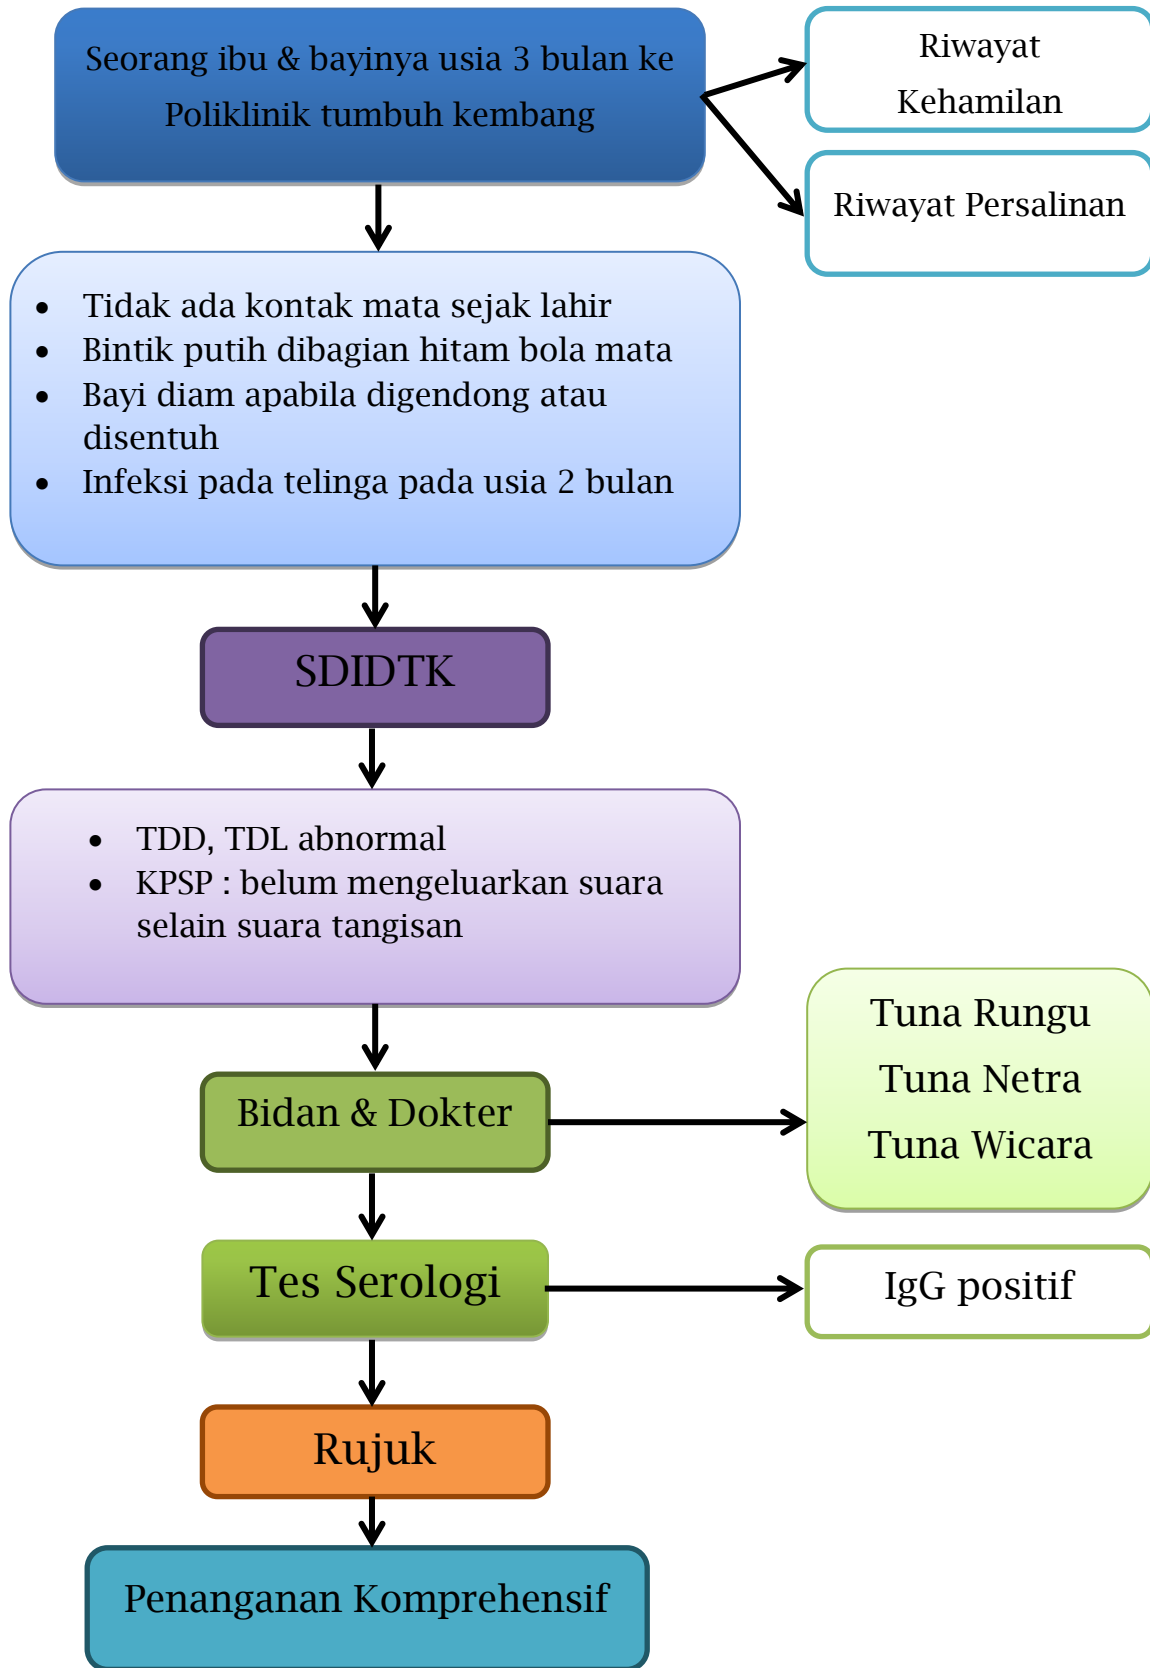 Seorang ibu & bayinya usia 3 bulan ke
Poliklinik tumbuh kembang
Riwayat
Kehamilan
Riwayat Persalinan
• Tidak ada kontak mata sejak lahir
• Bintik putih dibagian hitam bola mata
• Bayi diam apabila digendong atau
disentuh
• Infeksi pada telinga pada usia 2 bulan
SDIDTK
• TDD, TDL abnormal
• KPSP : belum mengeluarkan suara
selain suara tangisan
Bidan & Dokter
Tuna Rungu
Tuna Netra
Tuna Wicara
Tes Serologi
IgG positif
Rujuk
Penanganan Komprehensif